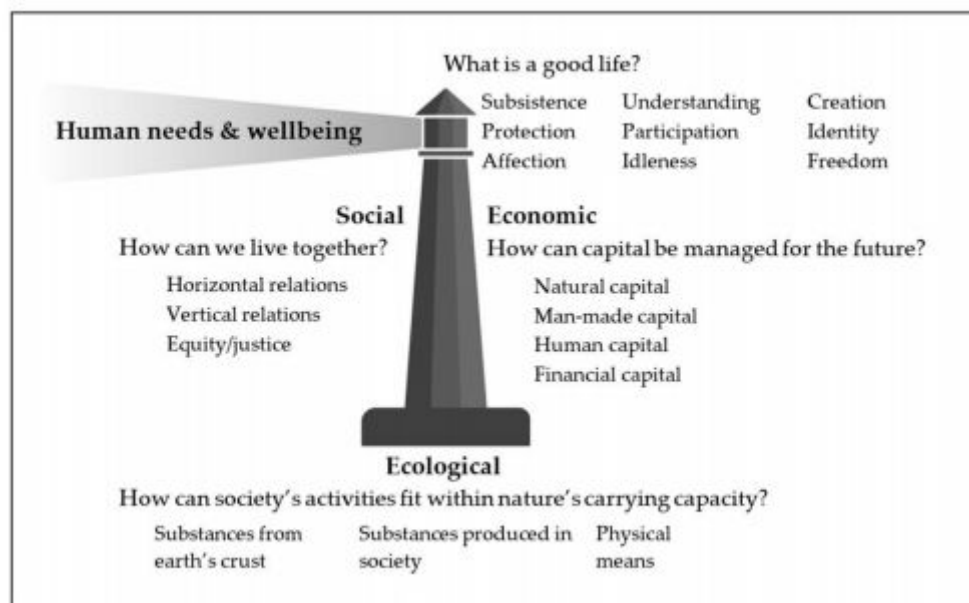 What is a good life?
Subsistence Understanding Creation
Protection Participation Identity
Affection Idleness Freedom
Human needs & wellbeing
Social
How can we live together?
Horizontal relations
Vertical relations
Equity/justice
Economic
How can capital be managed for the future?
Natural capital
Man-made capital
Human capital
Financial capital
Ecological
How can society's activities fit within nature's carrying capacity?
Substances from
earth's crust
Substances produced in
society
Physical
means